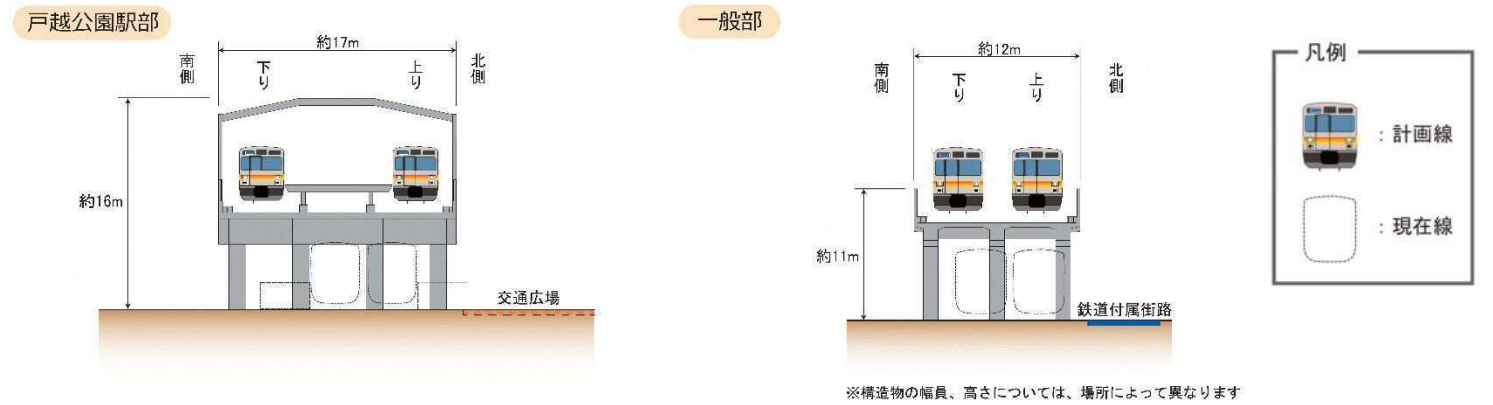 戸越公園駅部
約17m
南側
下り
上り
北側
約16m
交通広場
一般部
約12m
南側
下り
上り
北側
約11m
鉄道付属街路
※構造物の幅員、高さについては、場所によって異なります
凡例
：計画線
：現在線